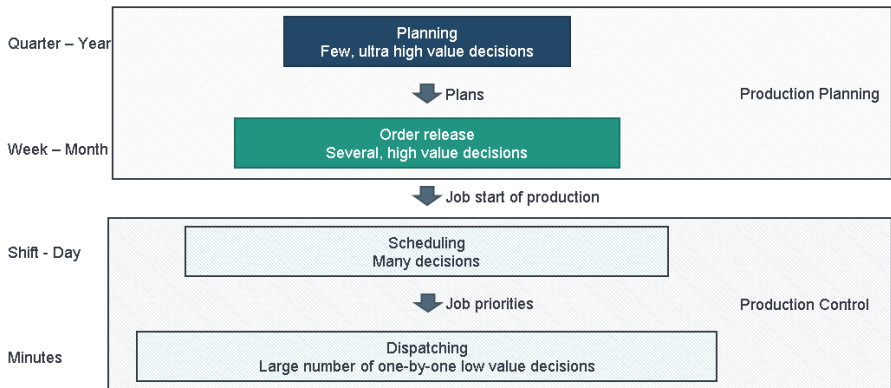 Planning
Quarter – Year
Few, ultra high value decisions
Plans
Production Planning
Order release
Week – Month
Several, high value decisions
Job start of production
Scheduling
Shift - Day
Many decisions
Job priorities
Production Control
Dispatching
Minutes
Large number of one-by-one low value decisions